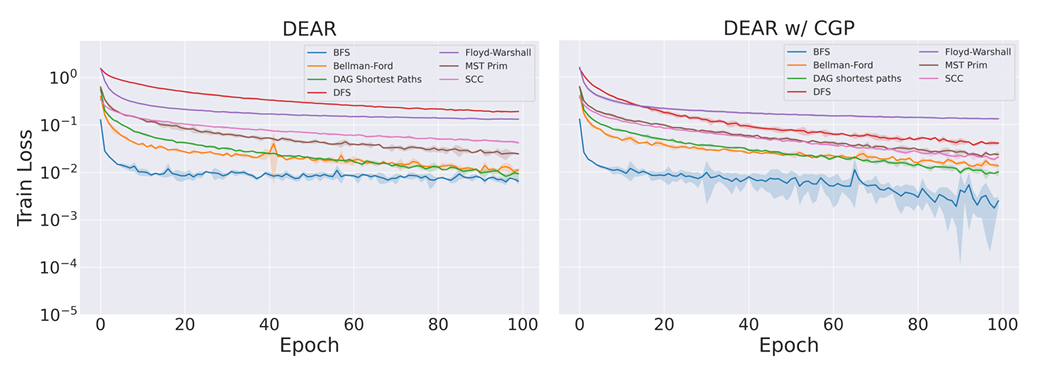 DEAR
BFS
Bellman-Ford
DAG Shortest Paths
DFS
Floyd-Warshall
MST Prim
SCC
Train Loss
10^0
10^-1
10^-2
10^-3
10^-4
10^-5
0 20 40 60 80 100
Epoch
DEAR w/ CGP
BFS
Bellman-Ford
DAG shortest paths
DFS
Floyd-Warshall
MST Prim
SCC
0 20 40 60 80 100
Epoch